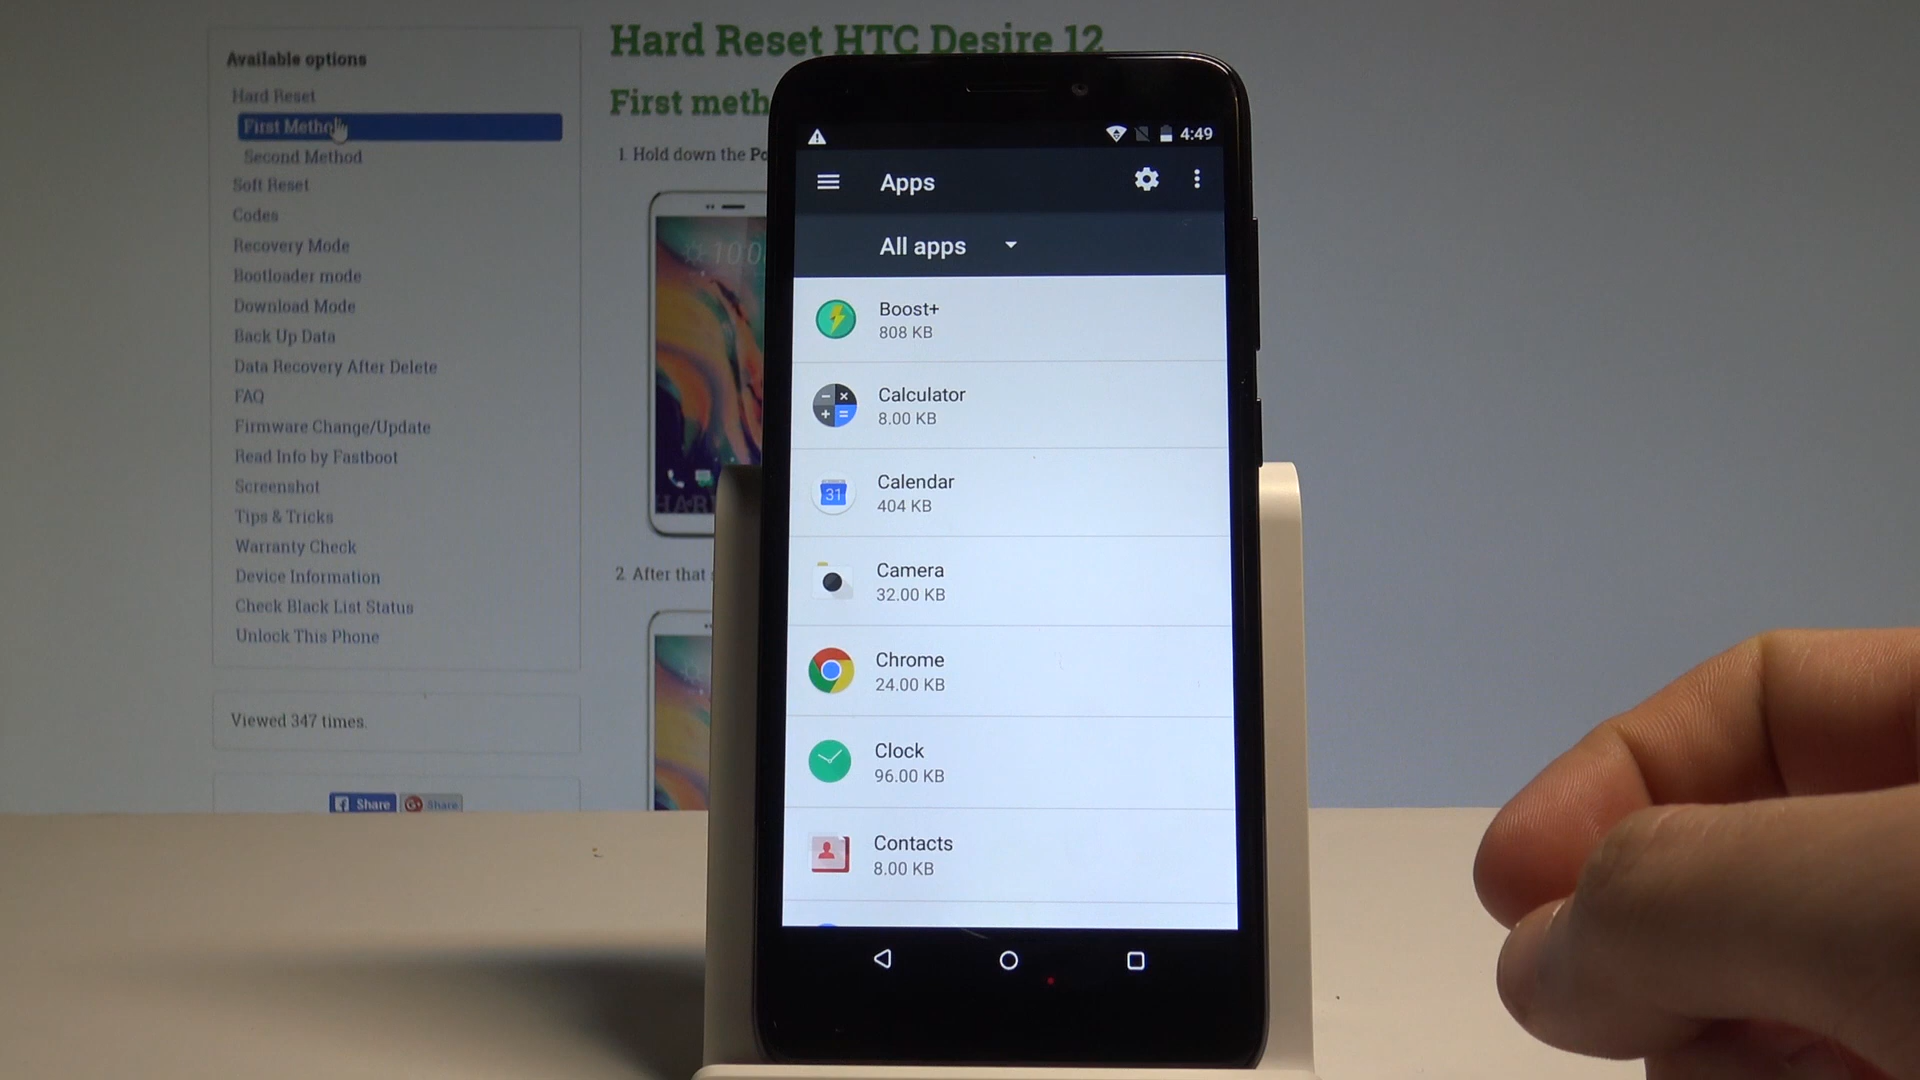 Available options
Hard Reset
First Metho
Second Method
Soft Reset
Codes
Recovery Mode
Bootloader mode
Download Mode
Back Up Data
Data Recovery After Delete
FAQ
Firmware Change/Update
Read Info by Fastboot
Screenshot
Tips & Tricks
Warranty Check
Device Information
Check Black List Status
Unlock This Phone
Viewed 347 times.
Share
Share
Hard Reset HTC Desire 12
First meth
1. Hold down the Po
10:0
HAR
2. After that
4:49
Apps
All apps
Boost+
808 KB
Calculator
8.00 KB
Calendar
31
404 KB
Camera
32.00 KB
Chrome
24.00 KB
Clock
96.00 KB
Contacts
8.00 KB